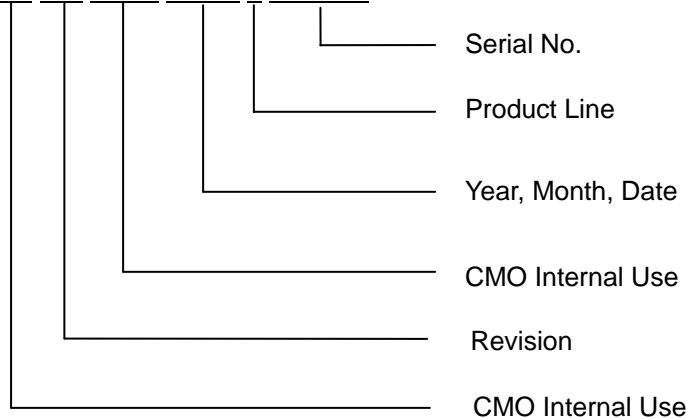 Serial No.
Product Line
Year, Month, Date
CMO Internal Use
Revision
CMO Internal Use